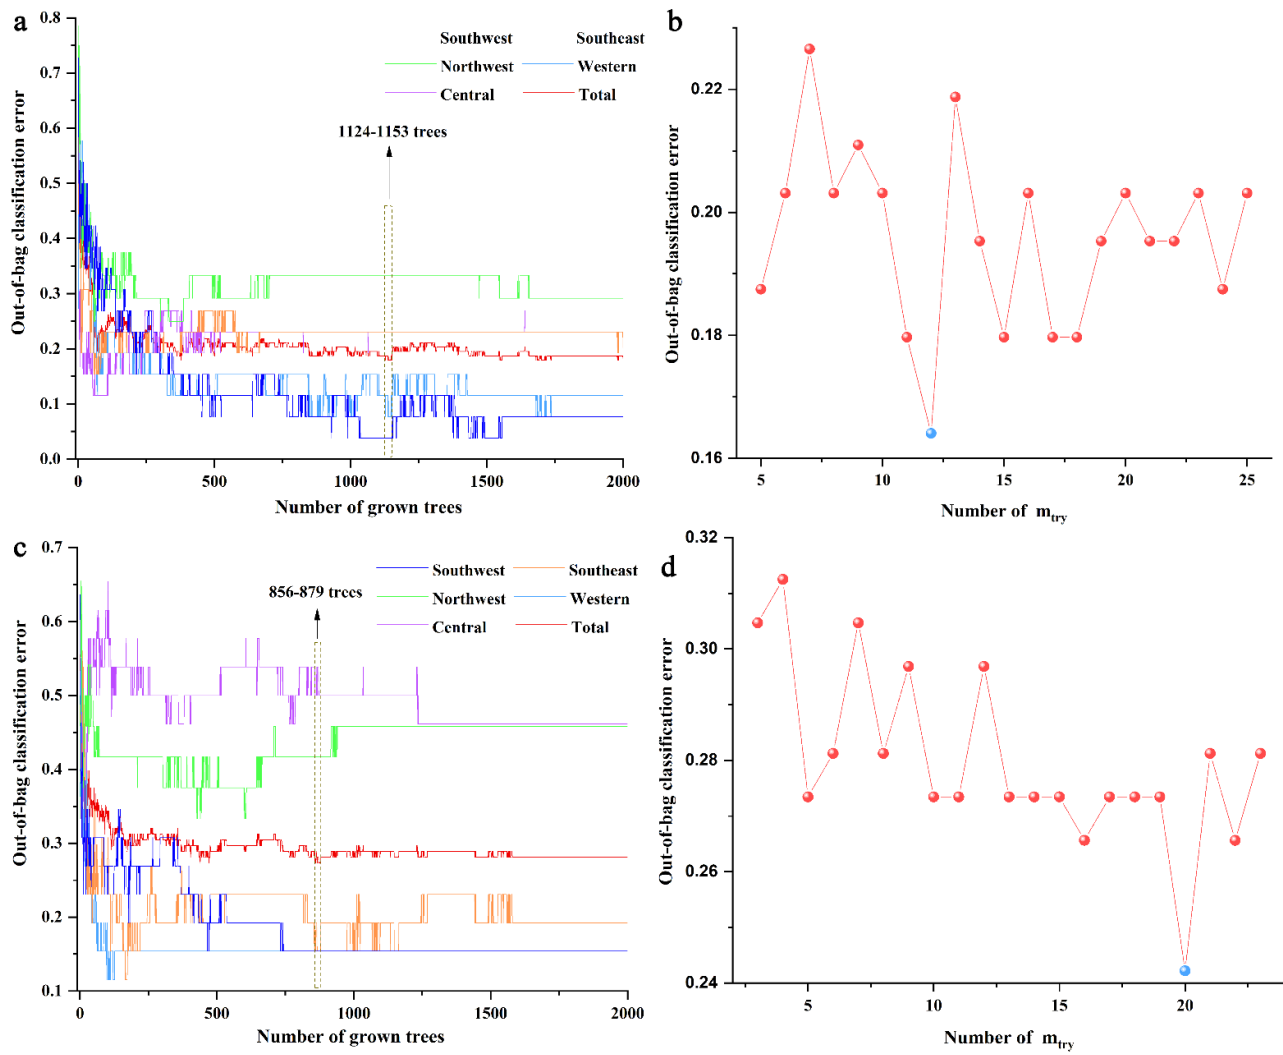 a
0.8
0.7
0.6
0.5
0.4
0.3
0.2
0.1
0.0
Out-of-bag classification error
Southwest Southeast
Northwest Western
Central Total
1124-1153 trees
0 500 1000 1500 2000
Number of grown trees
b
0.22
0.20
0.18
0.16
Out-of-bag classification error
5 10 15 20 25
Number of mtry
c
0.7
0.6
0.5
0.4
0.3
0.2
0.1
Out-of-bag classification error
Southwest Southeast
Northwest Western
Central Total
856-879 trees
0 500 1000 1500 2000
Number of grown trees
d
0.32
0.30
0.28
0.26
0.24
Out-of-bag classification error
5 10 15 20
Number of mtry